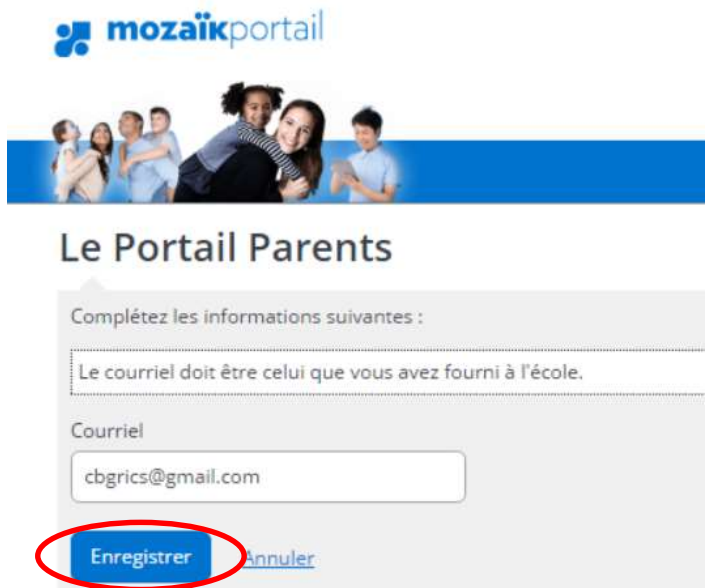 mozaïkportail
Le Portail Parents
Complétez les informations suivantes :
Le courriel doit être celui que vous avez fourni à l'école.
Courriel
cbgrics@gmail.com
Enregistrer Annuler